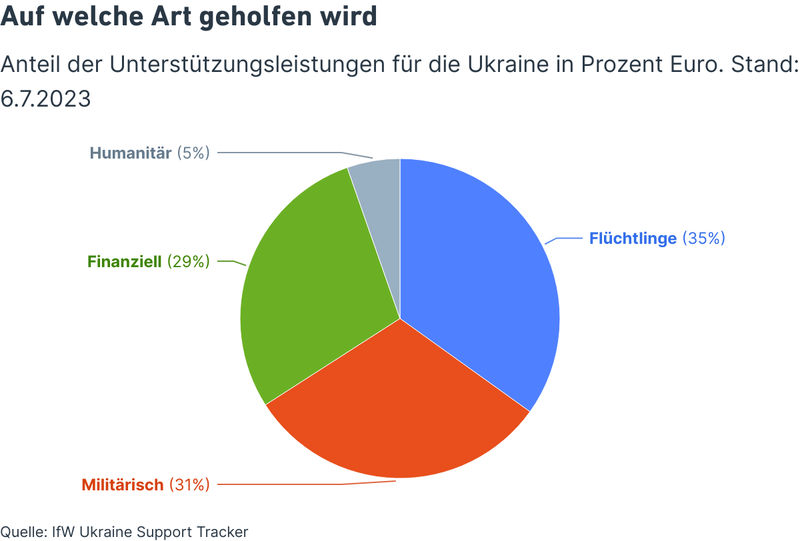 Auf welche Art geholfen wird
Anteil der Unterstützungsleistungen für die Ukraine in Prozent Euro. Stand:
6.7.2023
Humanitär (5%)
Flüchtlinge (35%)
Finanziell (29%)
Militärisch (31%)
Quelle: IfW Ukraine Support Tracker